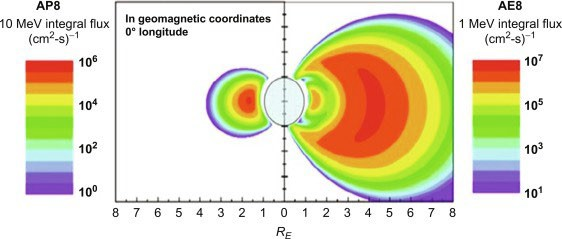 AP8
10 MeV integral flux
(cm²-s)⁻¹
10⁶
10⁴
10²
10⁰
In geomagnetic coordinates
0° longitude
AE8
1 MeV integral flux
(cm²-s)⁻¹
10⁷
10⁵
10³
10¹
8 7 6 5 4 3 2 1 0 1 2 3 4 5 6 7 8
R_E